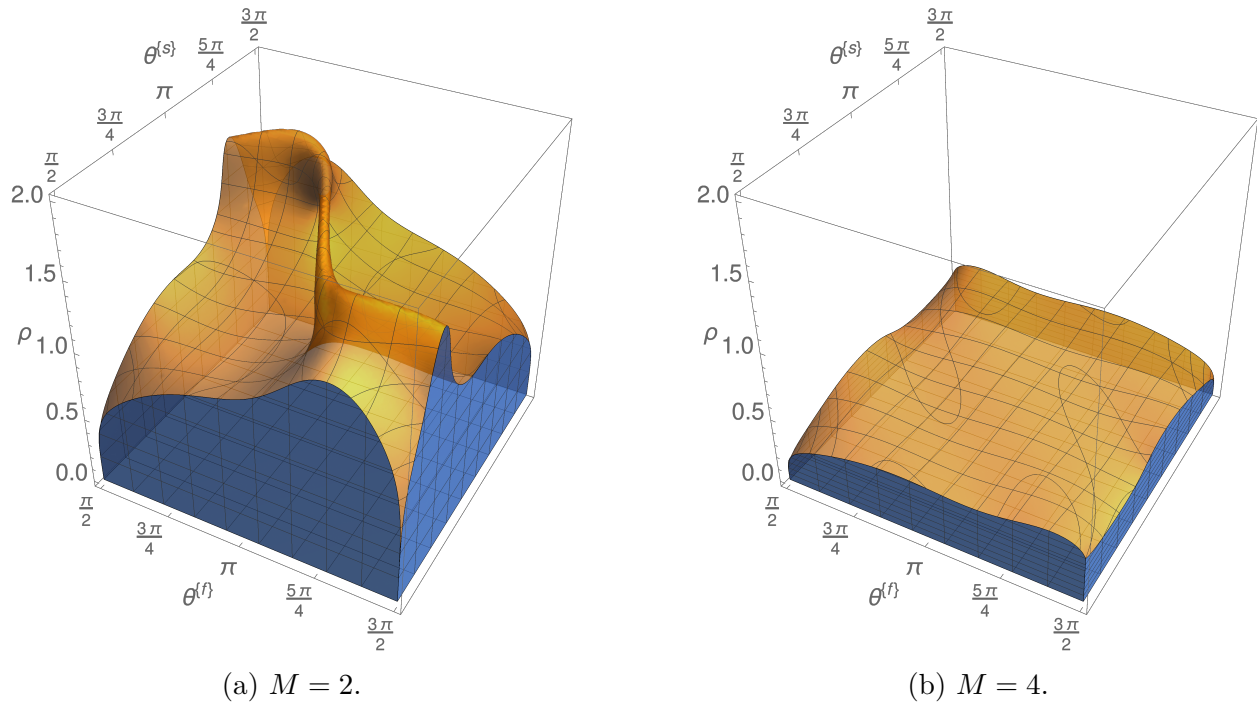 3π/2
θ^{s}
5π/4
π
3π/4
π/2
2.0
1.5
ρ
1.0
0.5
0.0
π/2
3π/4
π
θ^{f}
5π/4
3π/2
(a) M = 2.
3π/2
θ^{s}
5π/4
π
3π/4
π/2
2.0
1.5
ρ
1.0
0.5
0.0
π/2
3π/4
π
θ^{f}
5π/4
3π/2
(b) M = 4.